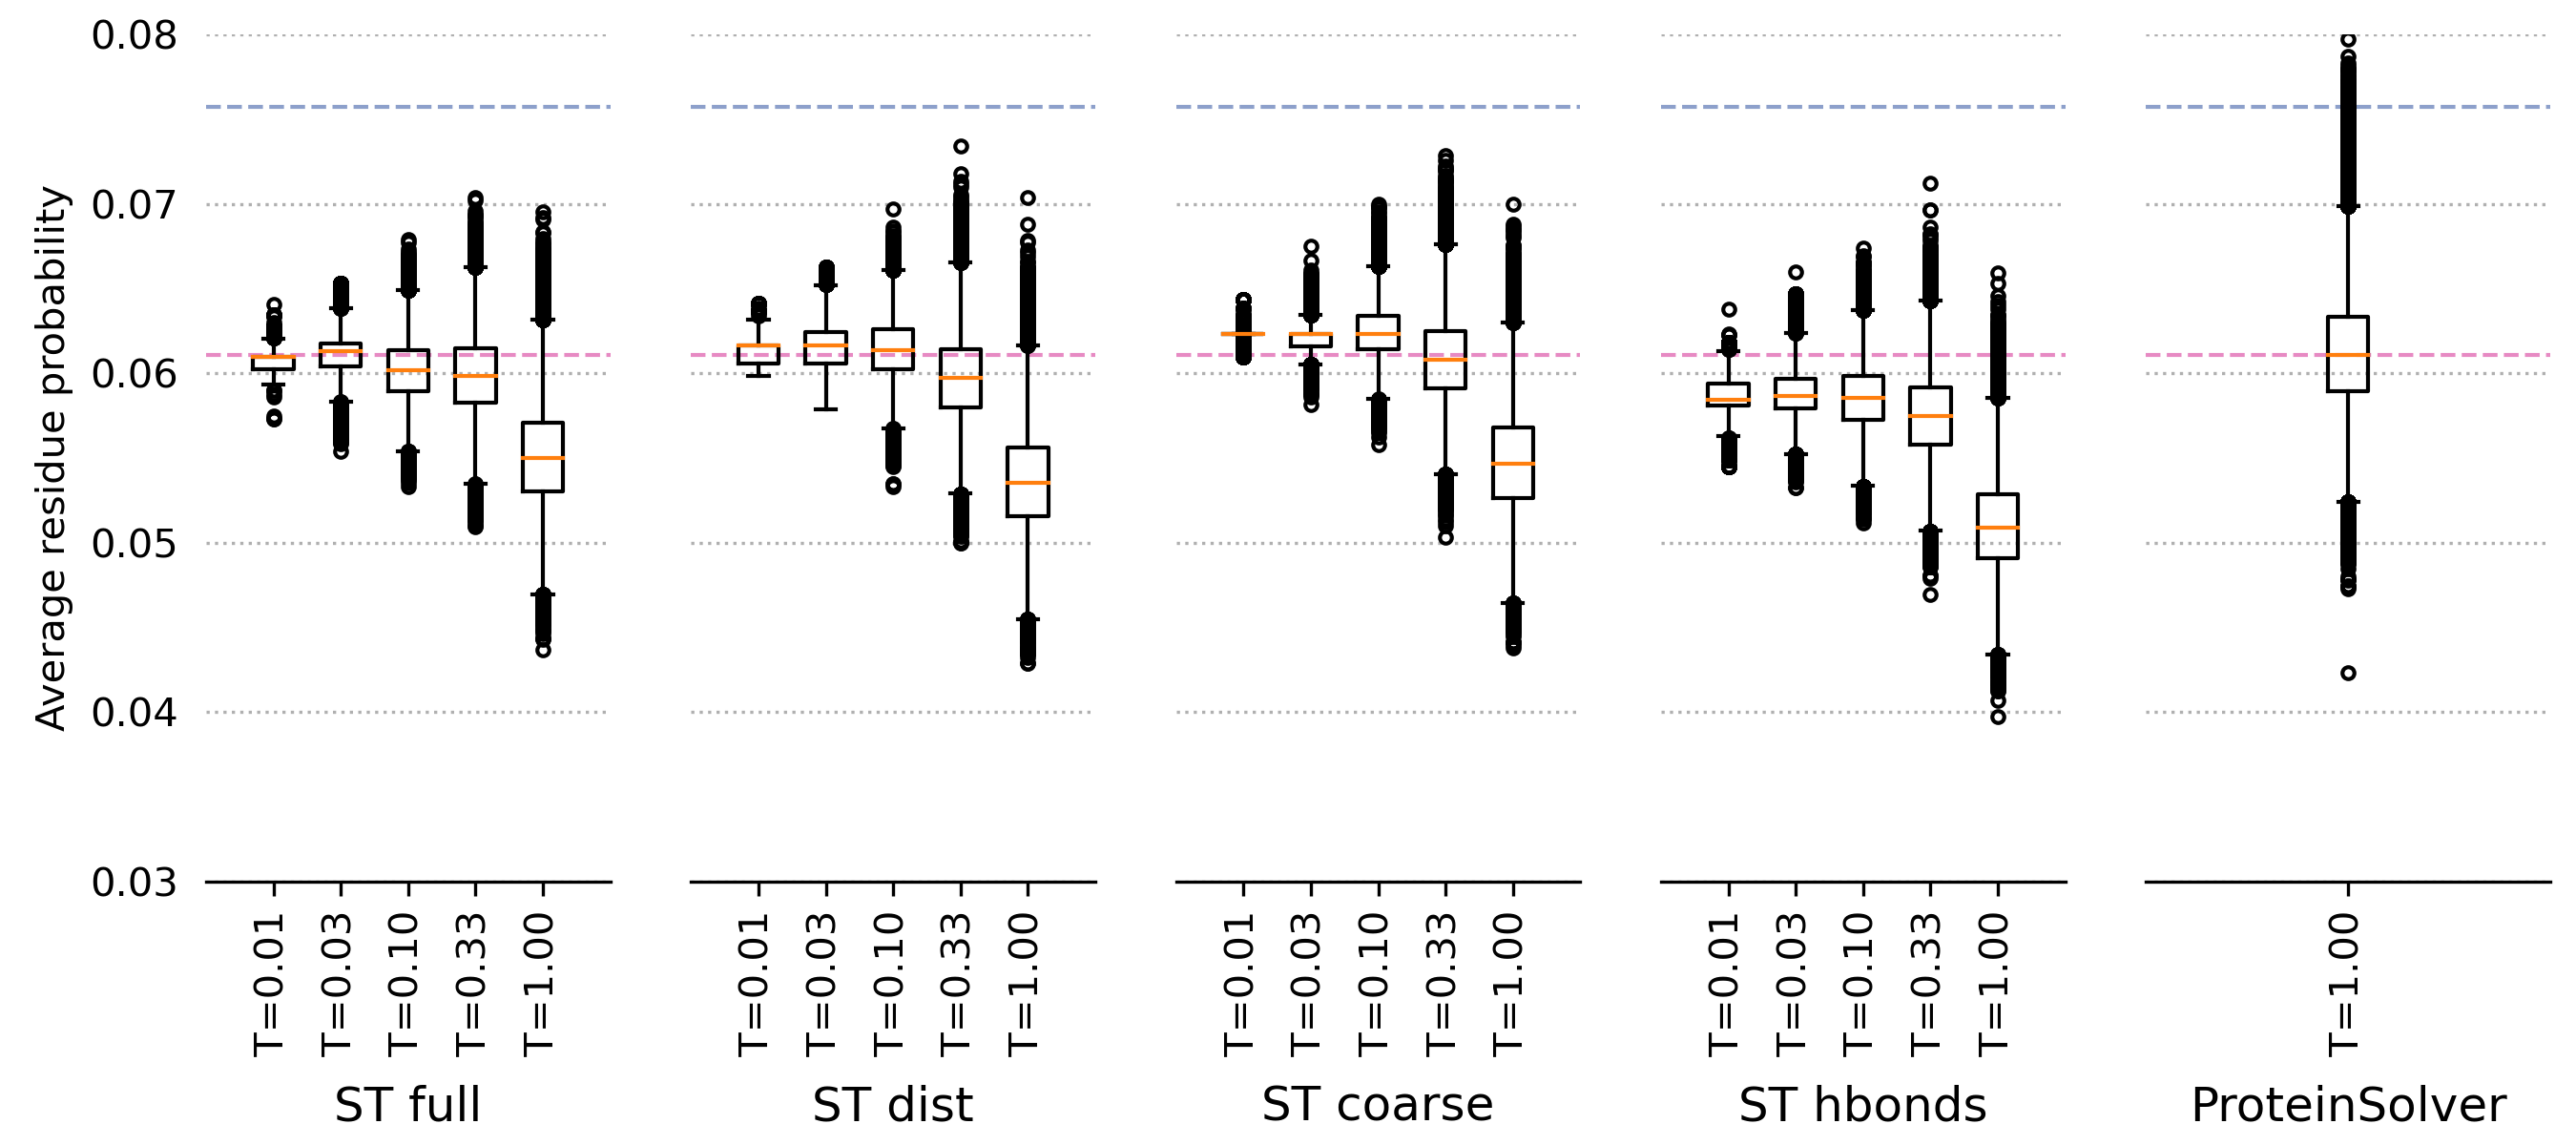 Average residue probability
0.08
0.07
0.06
0.05
0.04
0.03
T=0.01
T=0.03
T=0.10
T=0.33
T=1.00
ST full
T=0.01
T=0.03
T=0.10
T=0.33
T=1.00
ST dist
T=0.01
T=0.03
T=0.10
T=0.33
T=1.00
ST coarse
T=0.01
T=0.03
T=0.10
T=0.33
T=1.00
ST hbonds
T=1.00
ProteinSolver